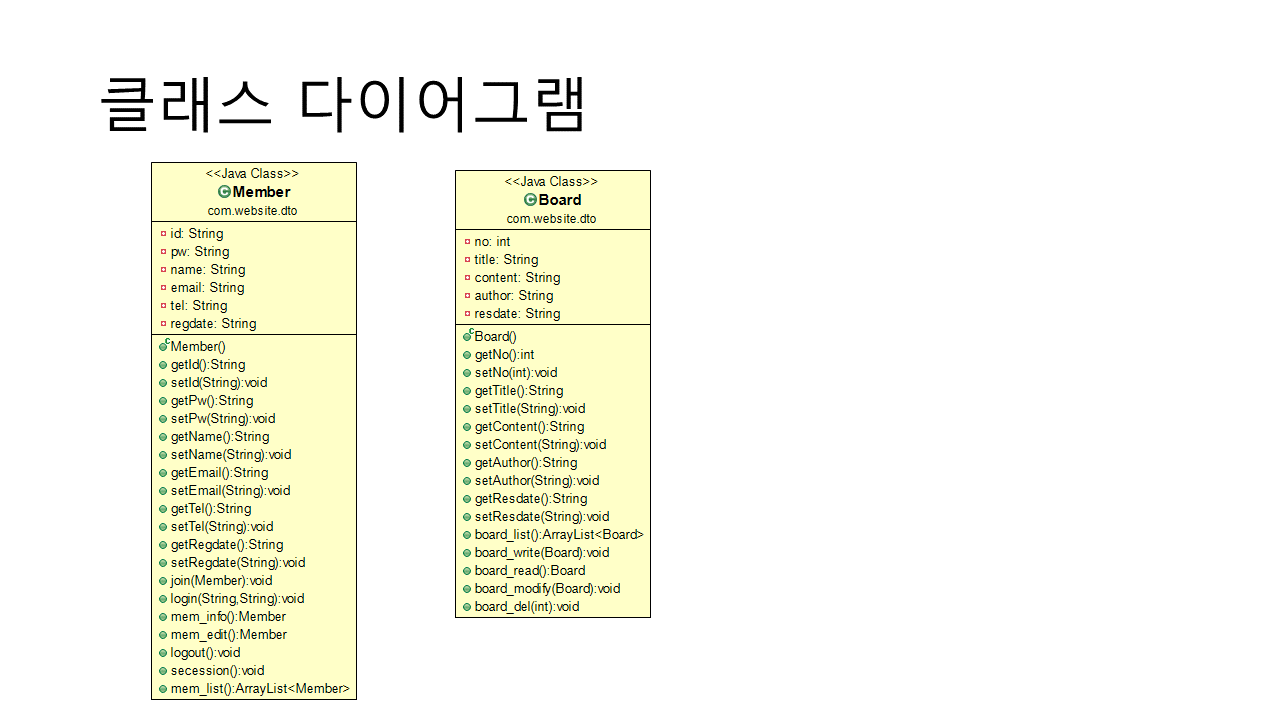 클래스 다이어그램
<<Java Class>>
Member
com.website.dto
id: String
pw: String
name: String
email: String
tel: String
regdate: String
Member()
getId():String
setId(String):void
getPw():String
setPw(String):void
getName():String
setName(String):void
getEmail():String
setEmail(String):void
getTel():String
setTel(String):void
getRegdate():String
setRegdate(String):void
join(Member):void
login(String,String):void
mem_info():Member
mem_edit():Member
logout():void
secession():void
mem_list():ArrayList<Member>
<<Java Class>>
Board
com.website.dto
no: int
title: String
content: String
author: String
resdate: String
Board()
getNo():int
setNo(int):void
getTitle():String
setTitle(String):void
getContent():String
setContent(String):void
getAuthor():String
setAuthor(String):void
getResdate():String
setResdate(String):void
board_list():ArrayList<Board>
board_write(Board):void
board_read():Board
board_modify(Board):void
board_del(int):void